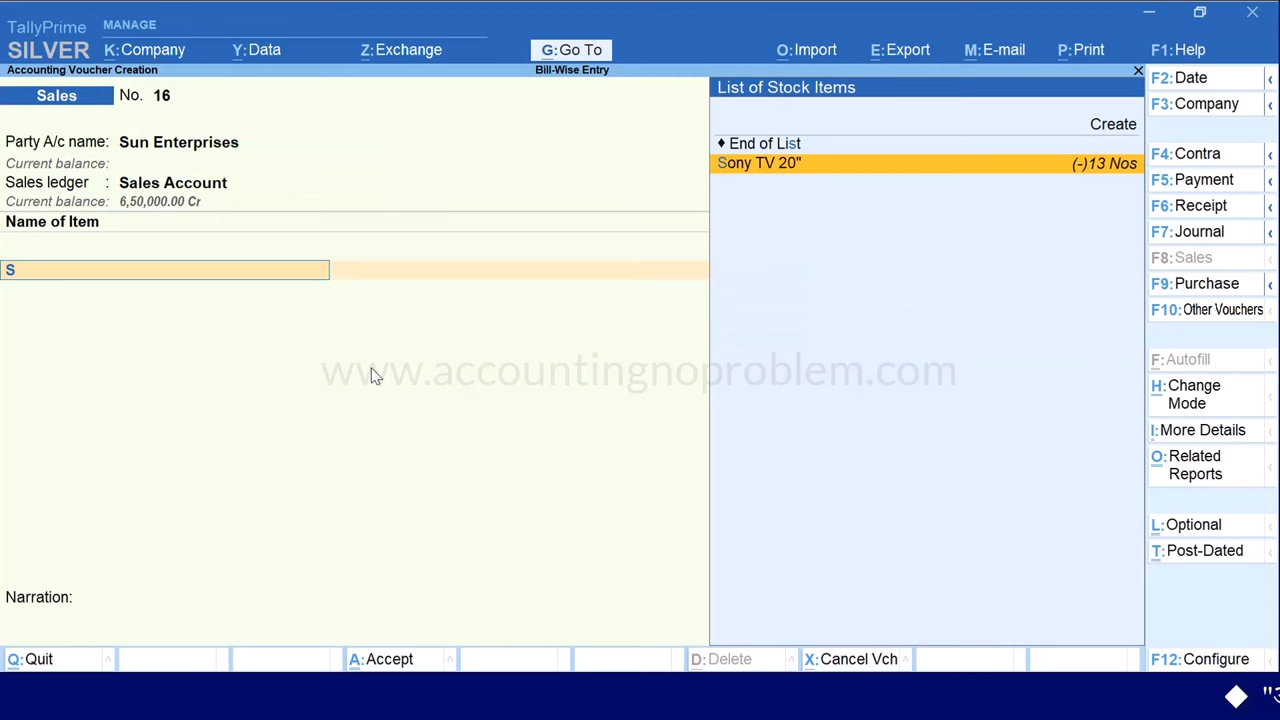 TallyPrime
MANAGE
SILVER
K:Company
Y:Data
Z:Exchange
G:Go To
O:Import
E:Export
M:E-mail
P:Print
F1:Help
Accounting Voucher Creation
Bill-Wise Entry
Sales No. 16
Party A/c name: Sun Enterprises
Current balance:
Sales ledger : Sales Account
Current balance: 6,50,000.00 Cr
Name of Item
S
Narration:
List of Stock Items
Create
♦ End of List
Sony TV 20" (-)13 Nos
F2:Date
F3:Company
F4:Contra
F5:Payment
F6:Receipt
F7:Journal
F8:Sales
F9:Purchase
F10:Other Vouchers
F:Autofill
H:Change
Mode
I:More Details
O:Related
Reports
L:Optional
T:Post-Dated
www.accountingnoproblem.com
Q:Quit
A:Accept
D:Delete
X:Cancel Vch
F12:Configure